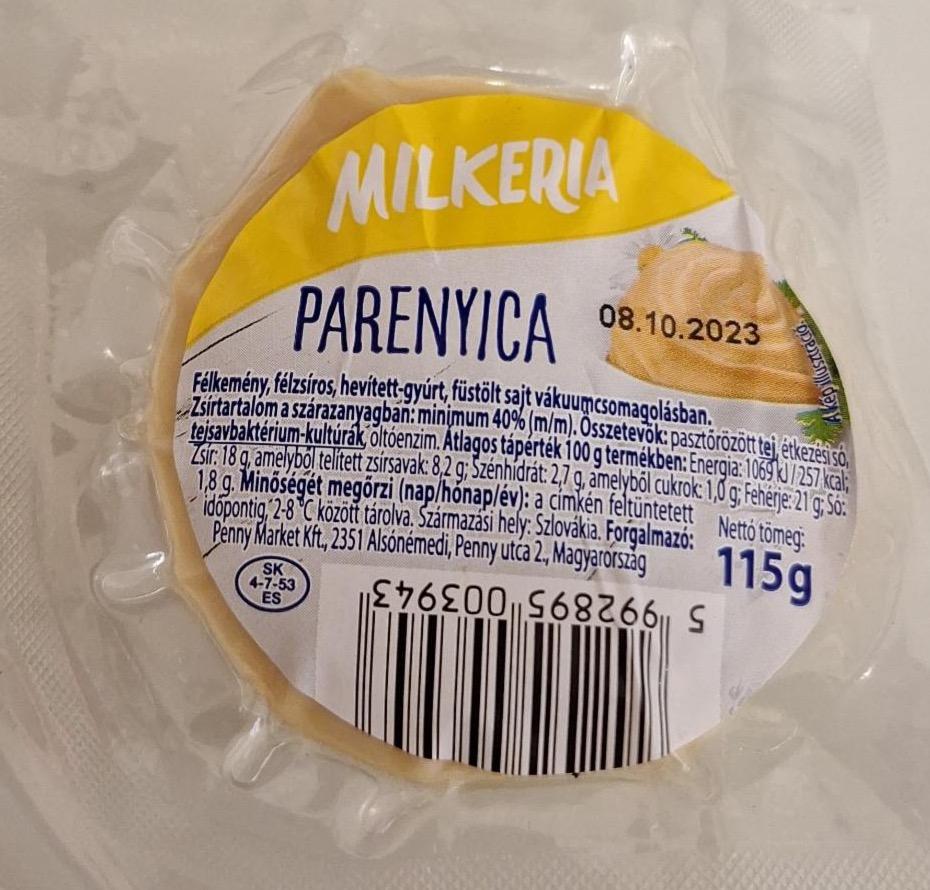 MILKERIA
PARENYICA
08.10.2023
A kép illusztráció.
Félkemény, félzsíros, hevített-gyúrt, füstölt sajt vákuumcsomagolásban.
Zsírtartalom a szárazanyagban: minimum 40% (m/m). Összetevők: pasztőrözött tej, étkezési só,
tejsavbaktérium-kultúrák, oltóenzim. Átlagos tápérték 100 g termékben: Energia: 1069 kJ / 257 kcal;
Zsír: 18 g, amelyből telített zsírsavak: 8,2 g; Szénhidrát: 2,7 g, amelyből cukrok: 1,0 g; Fehérje: 21 g; Só:
1,8 g. Minőségét megőrzi (nap/hónap/év): a címkén feltüntetett
időpontig, 2-8 °C között tárolva. Származási hely: Szlovákia. Forgalmazó:
Penny Market Kft., 2351 Alsónémedi, Penny utca 2., Magyarország
Nettó tömeg:
115 g
SK
4-7-53
ES
5 992895 003943